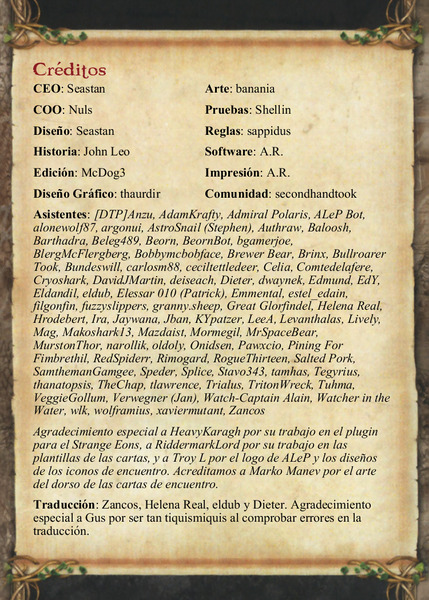 Créditos
CEO: Seastan Arte: banania
COO: Nuls Pruebas: Shellin
Diseño: Seastan Reglas: sappidus
Historia: John Leo Software: A.R.
Edición: McDog3 Impresión: A.R.
Diseño Gráfico: thaurdir Comunidad: secondhandtook
Asistentes: [DTP]Anzu, AdamKrafty, Admiral Polaris, ALeP Bot,
alonewolf87, argonui, AstroSnail (Stephen), Authraw, Baloosh,
Barthadra, Beleg489, Beorn, BeornBot, bgamerjoe,
BlergMcFlergberg, Bobbymcbobface, Brewer Bear, Brinx, Bullroarer
Took, Bundeswill, carlosm88, ceciltettledeer, Celia, Comtedelafere,
Cryoshark, DavidJMartin, deiseach, Dieter, dwaynek, Edmund, EdY,
Eldandil, eldub, Elessar 010 (Patrick), Emmental, estel_edain,
filgonfin, fuzzyslippers, granny.sheep, Great Glorfindel, Helena Real,
Hrodebert, Ira, Jaywana, Jban, KYpatzer, LeeA, Levanthalas, Lively,
Mag, Makoshark13, Mazdaist, Mormegil, MrSpaceBear,
MurstonThor, narollik, oldoly, Onidsen, Pawxcio, Pining For
Fimbrethil, RedSpiderr, Rimogard, RogueThirteen, Salted Pork,
SamthemanGamgee, Speder, Splice, Stavo343, tamhas, Tegyrius,
thanatopsis, TheChap, tlawrence, Trialus, TritonWreck, Tuhma,
VeggieGollum, Verwegner (Jan), Watch-Captain Alain, Watcher in the
Water, wlk, wolframius, xaviermutant, Zancos
Agradecimiento especial a HeavyKaragh por su trabajo en el plugin
para el Strange Eons, a RiddermarkLord por su trabajo en las
plantillas de las cartas, y a Troy L por el logo de ALeP y los diseños
de los iconos de encuentro. Acreditamos a Marko Manev por el arte
del dorso de las cartas de encuentro.
Traducción: Zancos, Helena Real, eldub y Dieter. Agradecimiento
especial a Gus por ser tan tiquismiquis al comprobar errores en la
traducción.